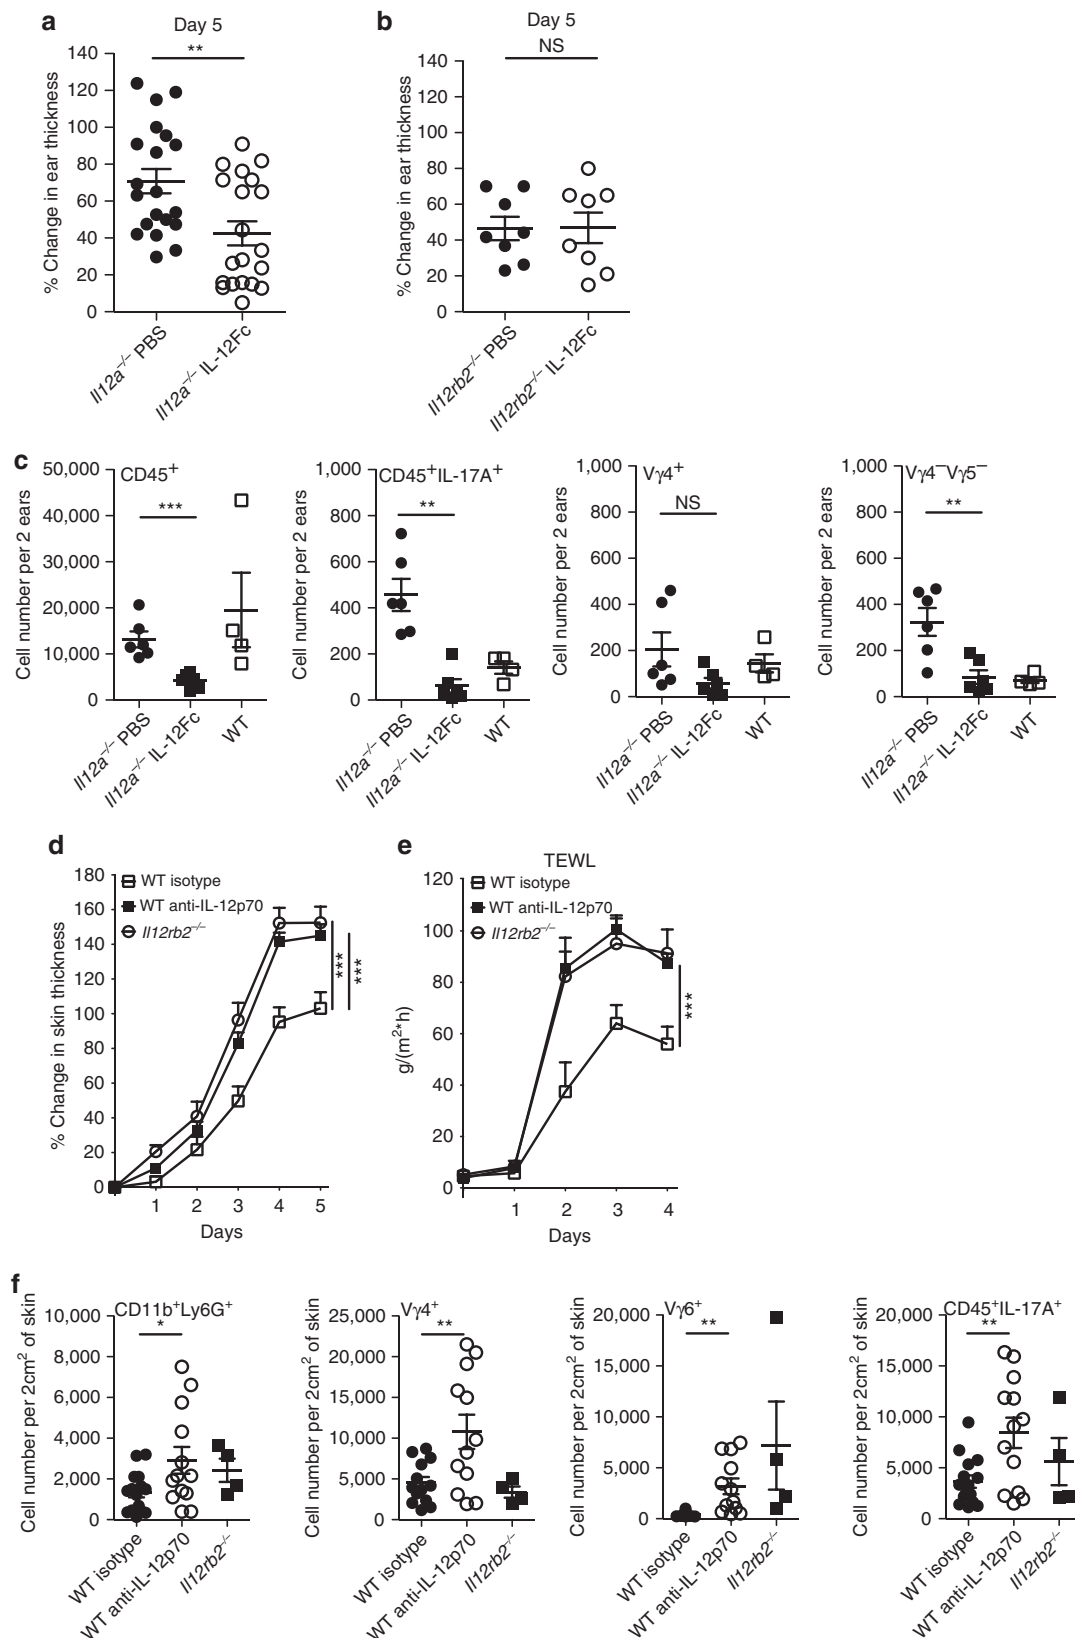 a
Day 5
**
% Change in ear thickness
140
120
100
80
60
40
20
0
Il12a⁻/⁻ PBS
Il12a⁻/⁻ IL-12Fc
b
Day 5
NS
% Change in ear thickness
140
120
100
80
60
40
20
0
Il12rb2⁻/⁻ PBS
Il12rb2⁻/⁻ IL-12Fc
c
CD45⁺
***
Cell number per 2 ears
50,000
40,000
30,000
20,000
10,000
0
Il12a⁻/⁻ PBS
Il12a⁻/⁻ IL-12Fc
WT
CD45⁺IL-17A⁺
**
Cell number per 2 ears
1,000
800
600
400
200
0
Il12a⁻/⁻ PBS
Il12a⁻/⁻ IL-12Fc
WT
Vγ4⁺
NS
Cell number per 2 ears
1,000
800
600
400
200
0
Il12a⁻/⁻ PBS
Il12a⁻/⁻ IL-12Fc
WT
Vγ4⁻Vγ5⁻
**
Cell number per 2 ears
1,000
800
600
400
200
0
Il12a⁻/⁻ PBS
Il12a⁻/⁻ IL-12Fc
WT
d
% Change in skin thickness
180
160
140
120
100
80
60
40
20
0
WT isotype
WT anti-IL-12p70
Il12rb2⁻/⁻
***
***
1 2 3 4 5
Days
e
TEWL
g/(m²*h)
120
100
80
60
40
20
0
WT isotype
WT anti-IL-12p70
Il12rb2⁻/⁻
***
1 2 3 4
Days
f
CD11b⁺Ly6G⁺
*
Cell number per 2cm² of skin
10,000
8,000
6,000
4,000
2,000
0
WT isotype
WT anti-IL-12p70
Il12rb2⁻/⁻
Vγ4⁺
**
Cell number per 2cm² of skin
25,000
20,000
15,000
10,000
5,000
0
WT isotype
WT anti-IL-12p70
Il12rb2⁻/⁻
Vγ6⁺
**
Cell number per 2cm² of skin
20,000
15,000
10,000
5,000
0
WT isotype
WT anti-IL-12p70
Il12rb2⁻/⁻
CD45⁺IL-17A⁺
**
Cell number per 2cm² of skin
20,000
15,000
10,000
5,000
0
WT isotype
WT anti-IL-12p70
Il12rb2⁻/⁻